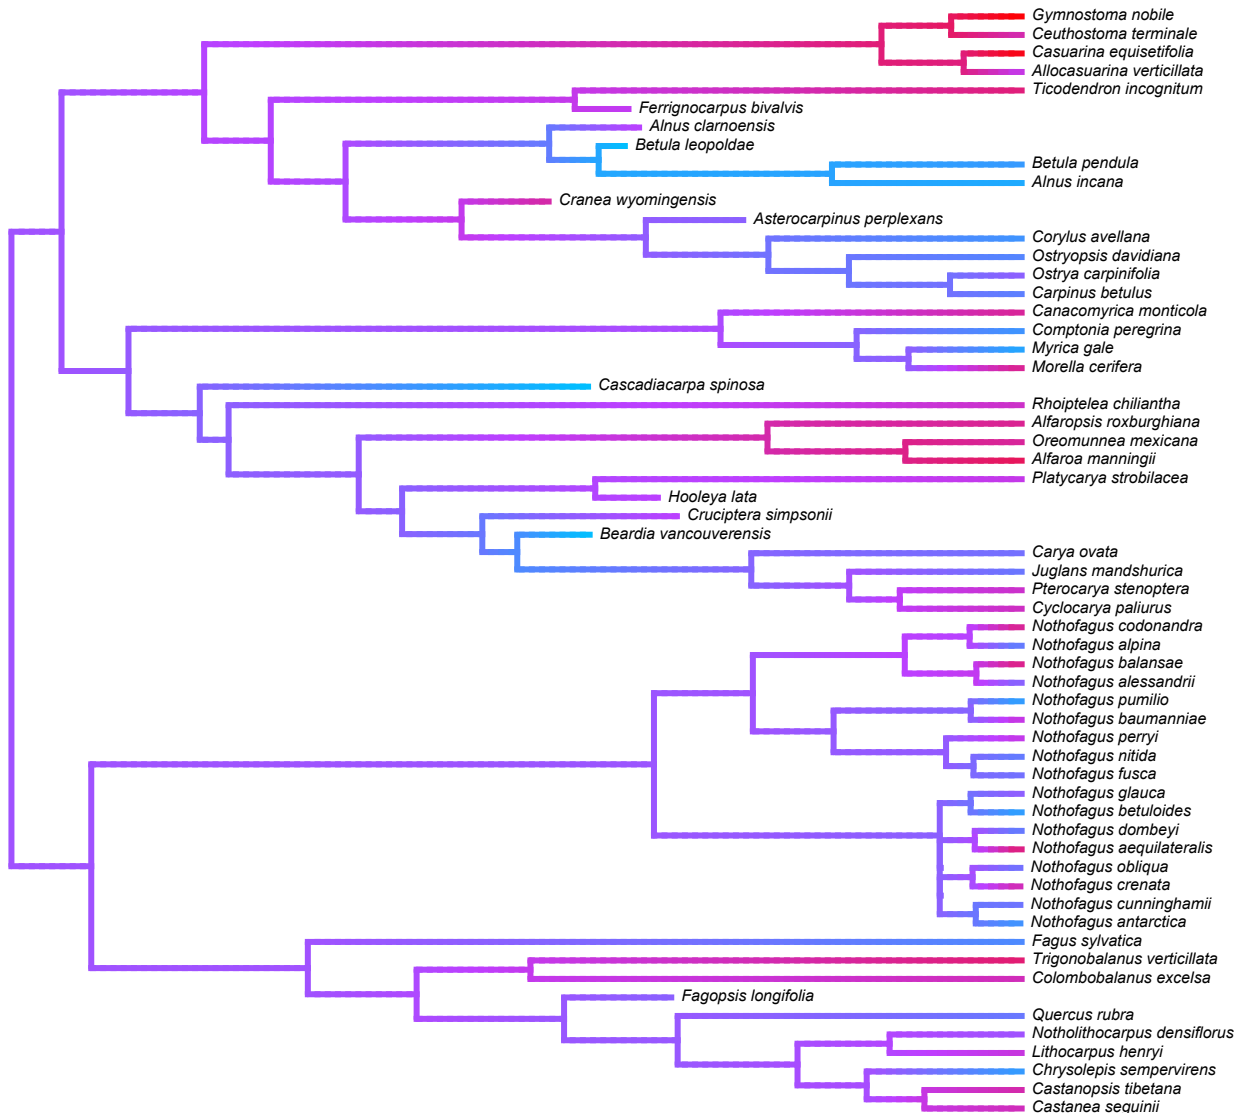 Gymnostoma nobile
Ceuthostoma terminale
Casuarina equisetifolia
Allocasuarina verticillata
Ticodendron incognitum
Ferrignocarpus bivalvis
Alnus clarnoensis
Betula leopoldae
Betula pendula
Alnus incana
Cranea wyomingensis
Asterocarpinus perplexans
Corylus avellana
Ostryopsis davidiana
Ostrya carpinifolia
Carpinus betulus
Canacomyrica monticola
Comptonia peregrina
Myrica gale
Morella cerifera
Cascadiacarpa spinosa
Rhoiptelea chiliantha
Alfaropsis roxburghiana
Oreomunnea mexicana
Alfaroa manningii
Platycarya strobilacea
Hooleya lata
Cruciptera simpsonii
Beardia vancouverensis
Carya ovata
Juglans mandshurica
Pterocarya stenoptera
Cyclocarya paliurus
Nothofagus codonandra
Nothofagus alpina
Nothofagus balansae
Nothofagus alessandrii
Nothofagus pumilio
Nothofagus baumanniae
Nothofagus perryi
Nothofagus nitida
Nothofagus fusca
Nothofagus glauca
Nothofagus betuloides
Nothofagus dombeyi
Nothofagus aequilateralis
Nothofagus obliqua
Nothofagus crenata
Nothofagus cunninghamii
Nothofagus antarctica
Fagus sylvatica
Trigonobalanus verticillata
Colombobalanus excelsa
Fagopsis longifolia
Quercus rubra
Notholithocarpus densiflorus
Lithocarpus henryi
Chrysolepis sempervirens
Castanopsis tibetana
Castanea seguinii